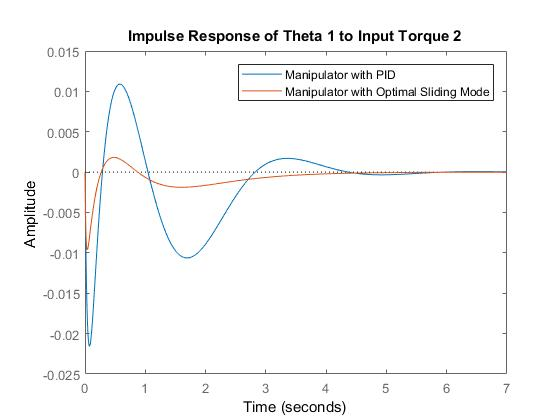 Impulse Response of Theta 1 to Input Torque 2
Manipulator with PID
Manipulator with Optimal Sliding Mode
Amplitude
0.015
0.01
0.005
0
-0.005
-0.01
-0.015
-0.02
-0.025
0 1 2 3 4 5 6 7
Time (seconds)